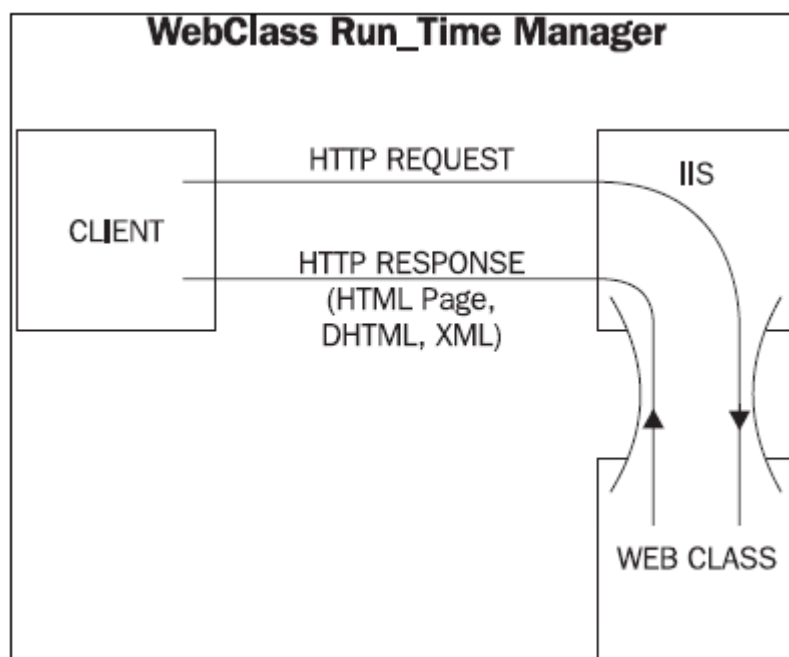 WebClass Run_Time Manager
HTTP REQUEST
IIS
CLIENT
HTTP RESPONSE
(HTML Page,
DHTML, XML)
WEB CLASS